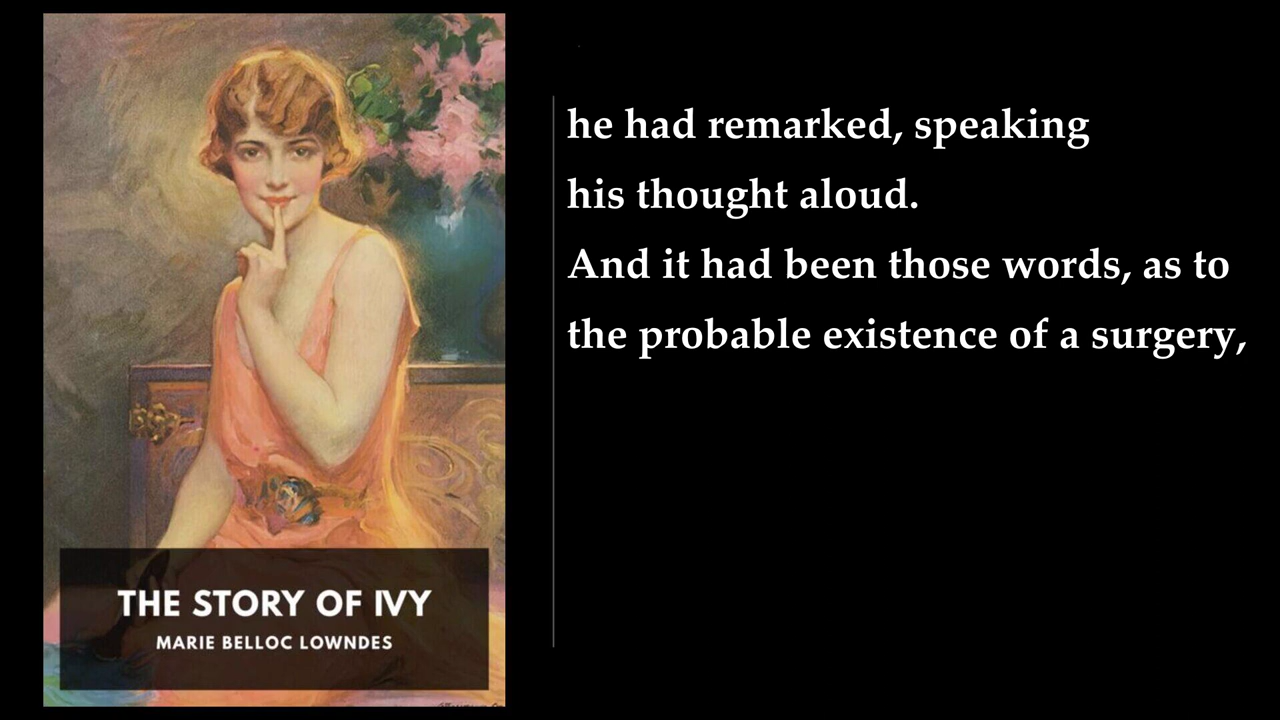 he had remarked, speaking
his thought aloud.
And it had been those words, as to
the probable existence of a surgery,
THE STORY OF IVY
MARIE BELLOC LOWNDES